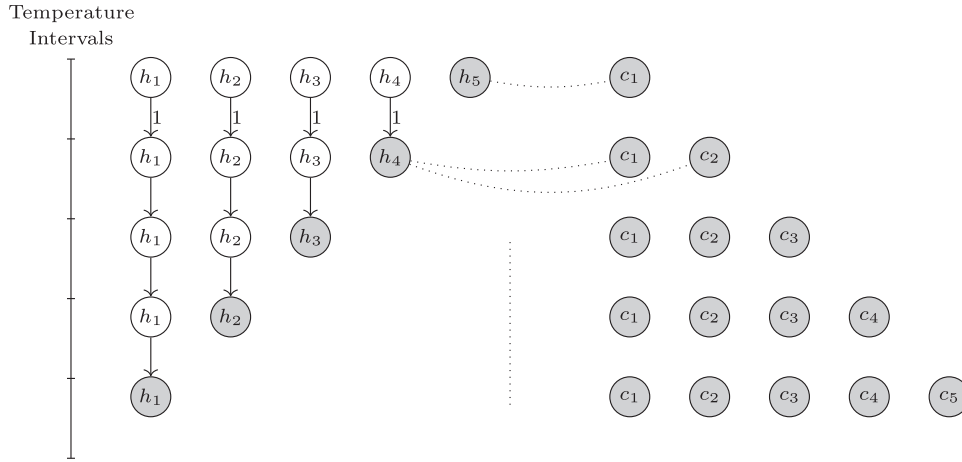 Temperature
Intervals
h₁ h₂ h₃ h₄ h₅ c₁
1 1 1 1
h₁ h₂ h₃ h₄ c₁ c₂
h₁ h₂ h₃ c₁ c₂ c₃
h₁ h₂ c₁ c₂ c₃ c₄
h₁ c₁ c₂ c₃ c₄ c₅